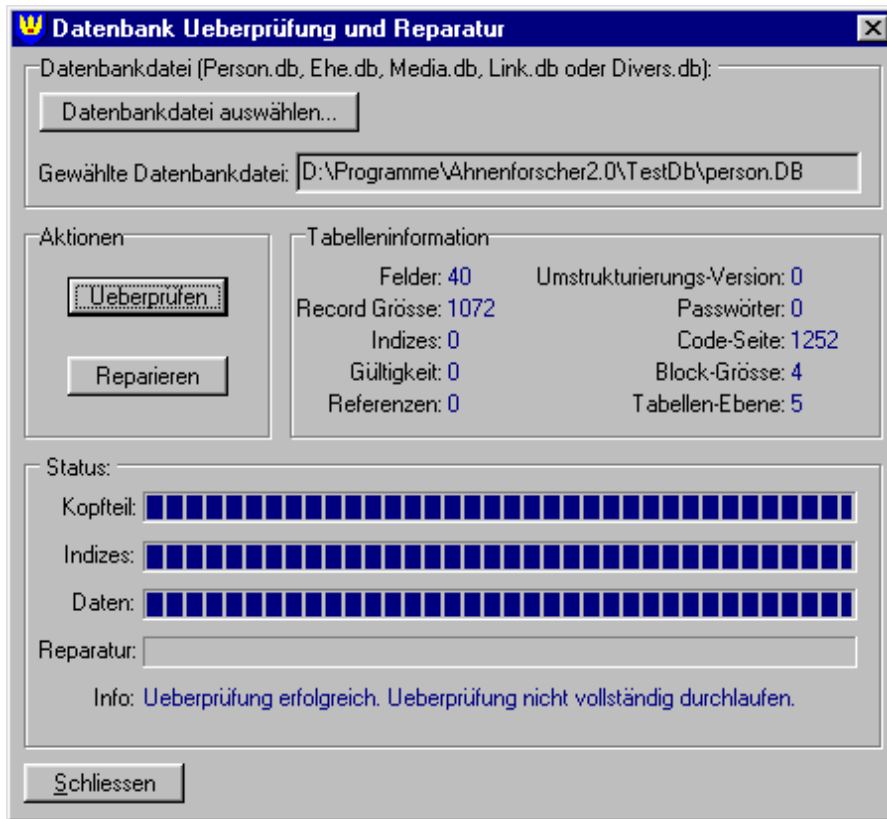 Datenbank Ueberprüfung und Reparatur
Datenbankdatei (Person.db, Ehe.db, Media.db, Link.db oder Divers.db):
Datenbankdatei auswählen...
Gewählte Datenbankdatei: D:\Programme\Ahnenforscher2.0\TestDb\person.DB
Aktionen
Ueberprüfen
Reparieren
Tabelleninformation
Felder: 40 Umstrukturierungs-Version: 0
Record Grösse: 1072 Passwörter: 0
Indizes: 0 Code-Seite: 1252
Gültigkeit: 0 Block-Grösse: 4
Referenzen: 0 Tabellen-Ebene: 5
Status:
Kopfteil:
Indizes:
Daten:
Reparatur:
Info: Ueberprüfung erfolgreich. Ueberprüfung nicht vollständig durchlaufen.
Schliessen